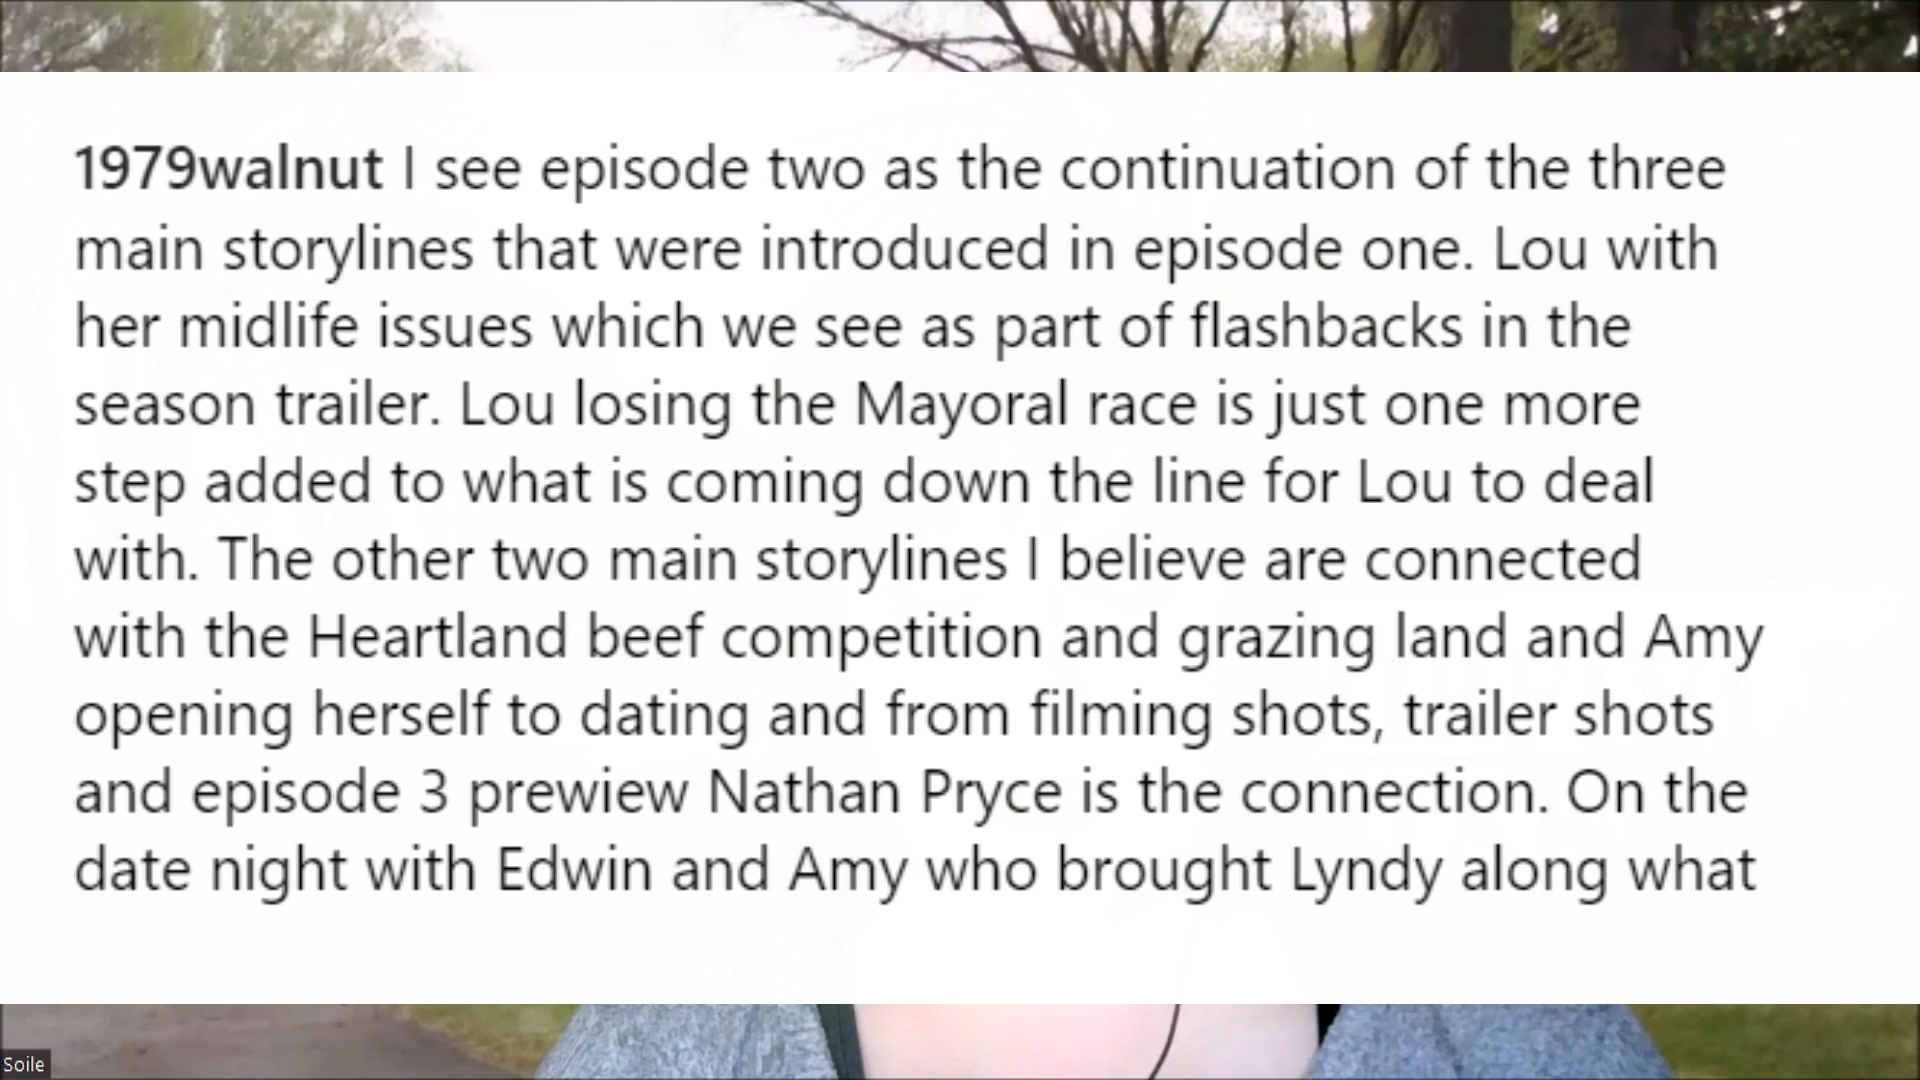 1979walnut I see episode two as the continuation of the three
main storylines that were introduced in episode one. Lou with
her midlife issues which we see as part of flashbacks in the
season trailer. Lou losing the Mayoral race is just one more
step added to what is coming down the line for Lou to deal
with. The other two main storylines I believe are connected
with the Heartland beef competition and grazing land and Amy
opening herself to dating and from filming shots, trailer shots
and episode 3 prewiew Nathan Pryce is the connection. On the
date night with Edwin and Amy who brought Lyndy along what
Soile